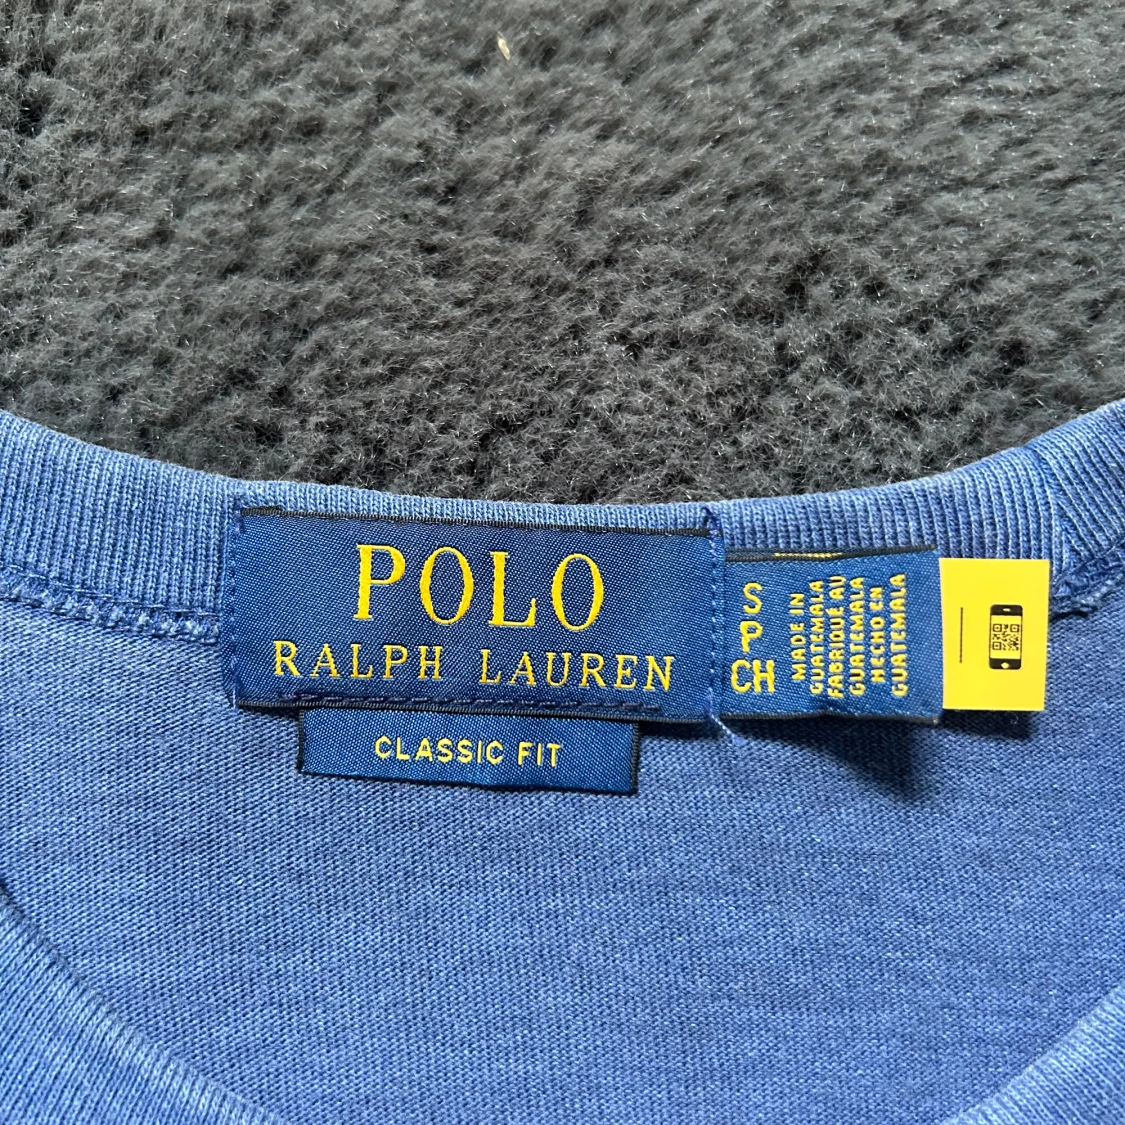 POLO
RALPH LAUREN
CLASSIC FIT
S
P
CH
MADE IN
GUATEMALA
FABRIQUÉ AU
GUATEMALA
HECHO EN
GUATEMALA